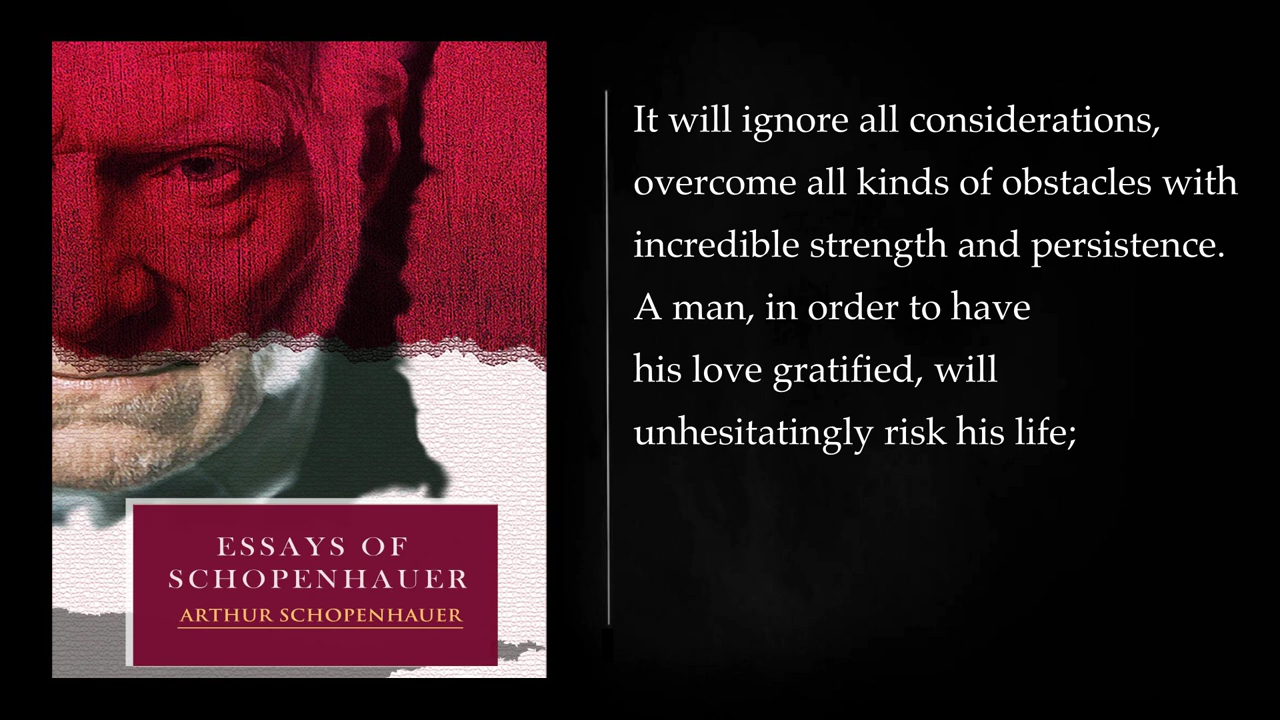 ESSAYS OF
SCHOPENHAUER
ARTHUR SCHOPENHAUER
It will ignore all considerations,
overcome all kinds of obstacles with
incredible strength and persistence.
A man, in order to have
his love gratified, will
unhesitatingly risk his life;